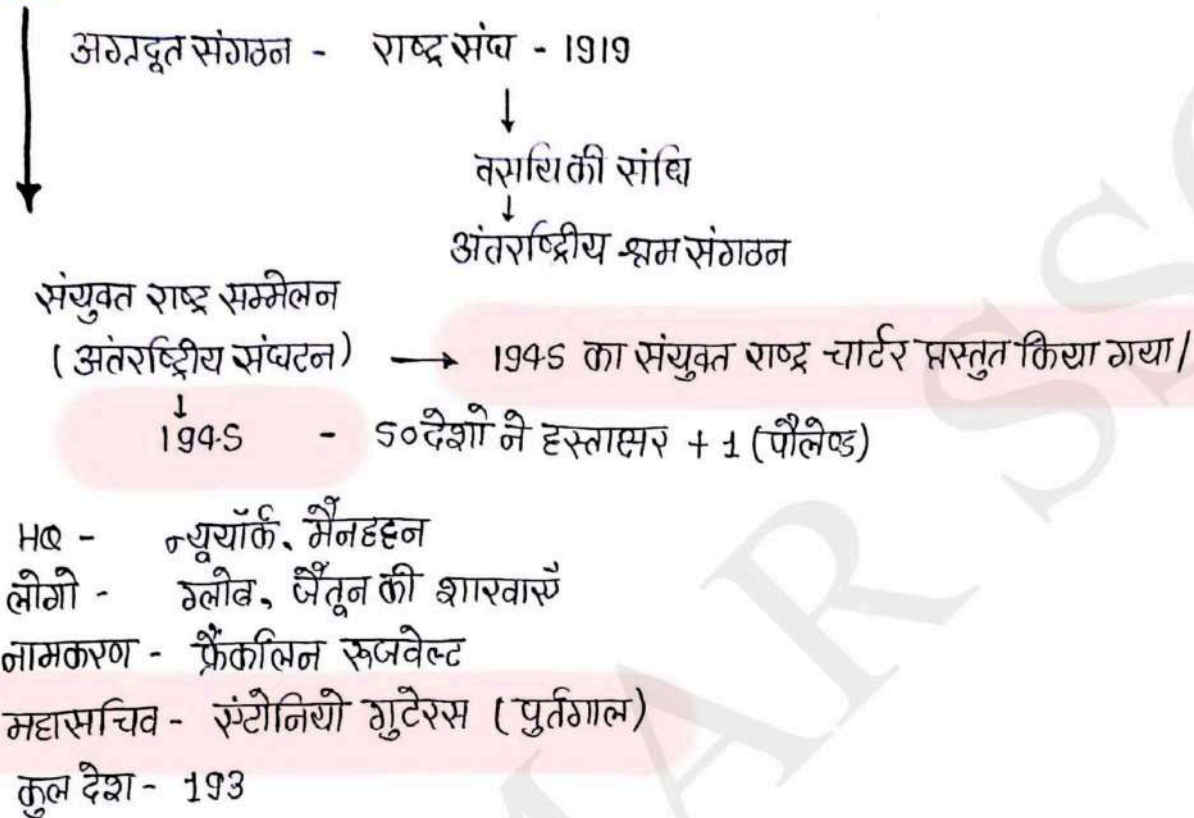 अग्रदूत संगठन - राष्ट्र संघ - 1919
↓
वर्साय की संधि
↓
अंतर्राष्ट्रीय श्रम संगठन
संयुक्त राष्ट्र सम्मेलन
(अंतर्राष्ट्रीय संघटन) → 1945 का संयुक्त राष्ट्र चार्टर प्रस्तुत किया गया।
↓
1945 - 50 देशो ने हस्ताक्षर + 1 (पौलेण्ड)
HQ - न्यूयॉर्क, मैनहट्टन
लोगो - ग्लोब, जैतून की शाखाएँ
नामकरण - फ्रैंकलिन रूजवेल्ट
महासचिव - एंटोनियो गुटेरस (पुर्तगाल)
कुल देश - 193